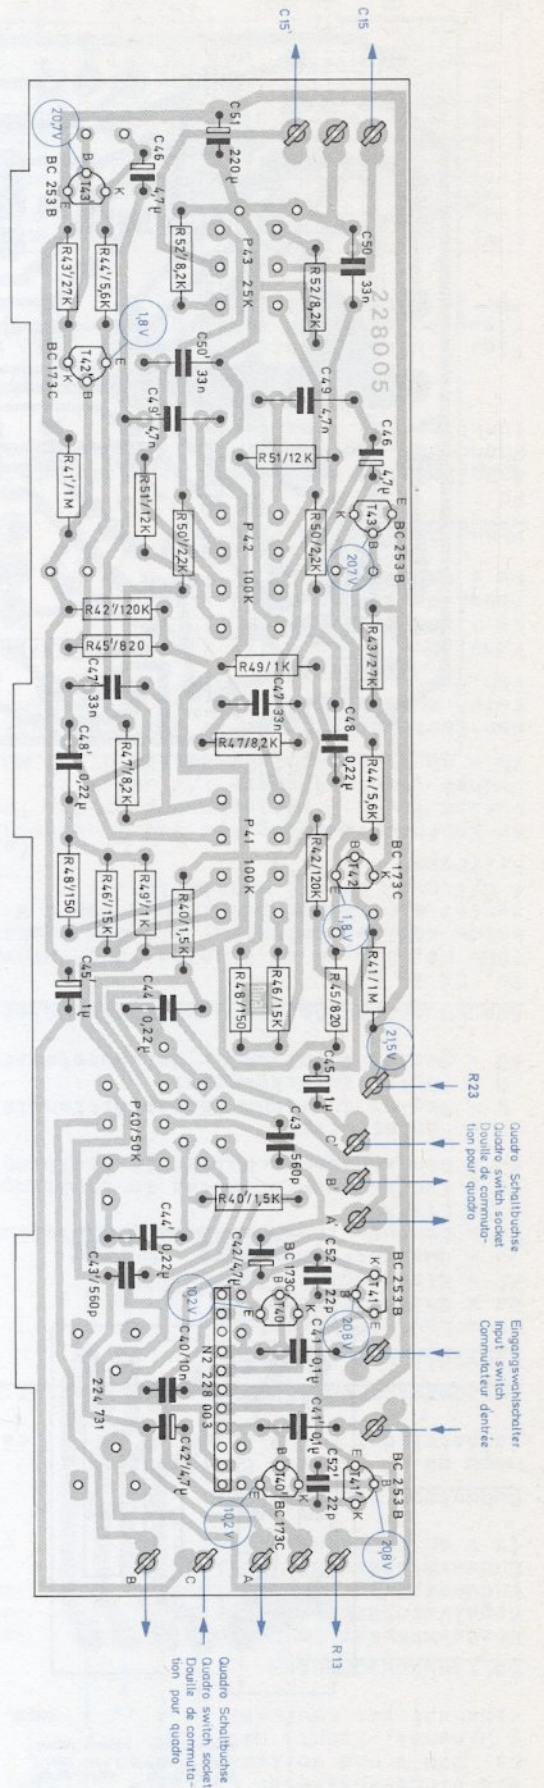 C15'
C15
C51
220µ
20,7V
B
T43'
K
E
BC 253B
C46
4,7µ
R43'/27K
R44'/5,6K
R52'/8,2K
P43 25K
R52/8,2K
C50
33n
228005
1,8V
T42'
E
K
B
BC 173C
C50'
33n
C49'
4,7n
C49
4,7n
C46
4,7µ
R51/12K
R41'/1M
R51'/12K
R50'/2,2K
P42 100K
R50/2,2K
E
T43
K
B
BC 253B
20,7V
R42'/120K
R45'/820
R49/1K
R43/27K
C47'
33n
C47
33n
C48
0,22µ
R47/8,2K
C48'
0,22µ
R47'/8,2K
R44/5,6K
P41 100K
R42/120K
B
T42
K
E
BC 173C
1,8V
R48'/150
R46'/15K
R49'/1K
R40/1,5K
R48/150
R46/15K
R45/820
R41/1M
C45'
1µ
C44
0,22µ
21,5V
R23
C45
1µ
P40/50K
C43
560p
C'
B'
A'
Quadro Schaltbuchse
Quadro switch socket
Douille de commuta-
tion pour quadro
R40'/1,5K
C44'
0,22µ
C43'/560p
C42/4,7µ
BC 173C
C52
22p
K
T41
E
BC 253B
20,8V
10,2V
B
T40
K
E
C41
0,1µ
Eingangswahlschalter
Input switch
Commutateur d'entrée
N2 228 003
C40/10n
224 731
C42'/4,7µ
C41'
0,1µ
C52'
22p
B
T40'
K
E
BC 173C
E
T41'
B
K
BC 253B
10,2V
20,8V
B
C
A
R13
Quadro Schaltbuchse
Quadro switch socket
Douille de commuta-
tion pour quadro